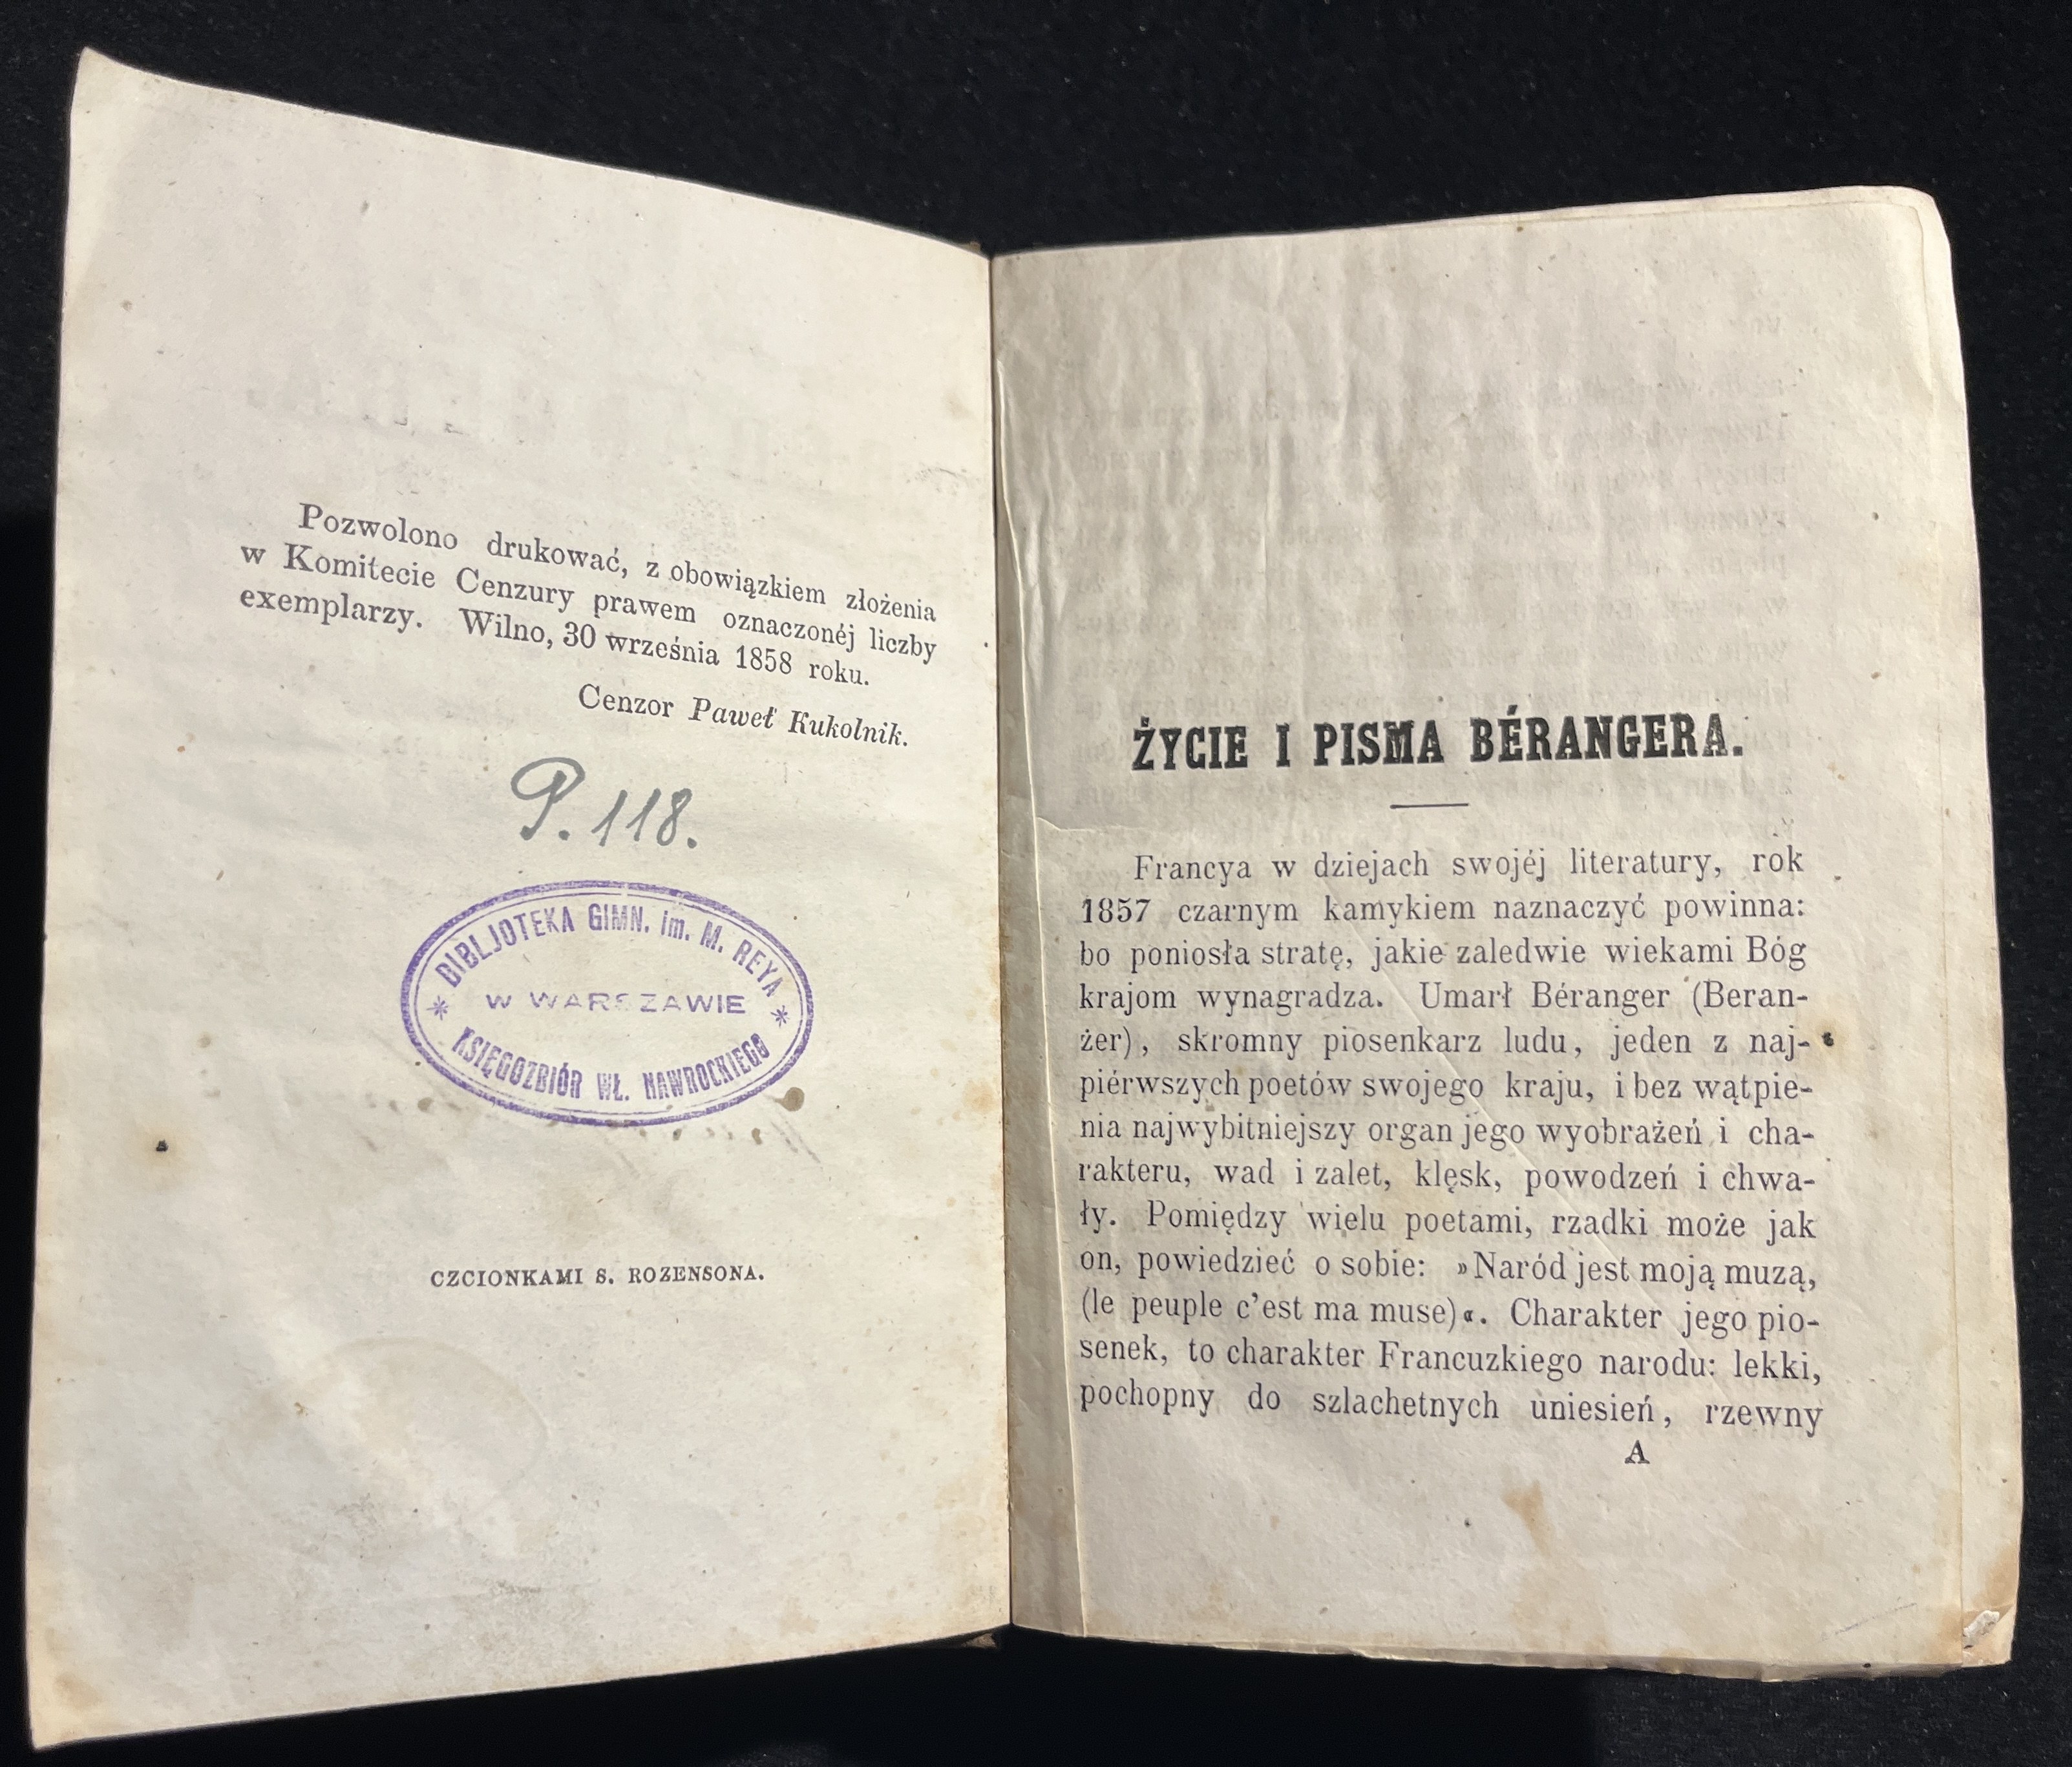 Pozwolono drukować, z obowiązkiem złożenia
w Komitecie Cenzury prawem oznaczonéj liczby
exemplarzy. Wilno, 30 września 1858 roku.
Cenzor Paweł Kukolnik.
P. 118.
BIBLJOTEKA GIMN. im. M. REYA
* W WARSZAWIE *
KSIĘGOZBIÓR WŁ. NAWROCKIEGO
CZCIONKAMI S. ROZENSONA.
ŻYCIE I PISMA BÉRANGERA.
Francya w dziejach swojéj literatury, rok
1857 czarnym kamykiem naznaczyć powinna:
bo poniosła stratę, jakie zaledwie wiekami Bóg
krajom wynagradza. Umarł Béranger (Beran-
żer), skromny piosenkarz ludu, jeden z naj-
piérwszych poetów swojego kraju, i bez wątpie-
nia najwybitniejszy organ jego wyobrażeń i cha-
rakteru, wad i zalet, klęsk, powodzeń i chwa-
ły. Pomiędzy wielu poetami, rzadki może jak
on, powiedzieć o sobie: »Naród jest moją muzą,
(le peuple c'est ma muse)«. Charakter jego pio-
senek, to charakter Francuzkiego narodu: lekki,
pochopny do szlachetnych uniesień, rzewny
A